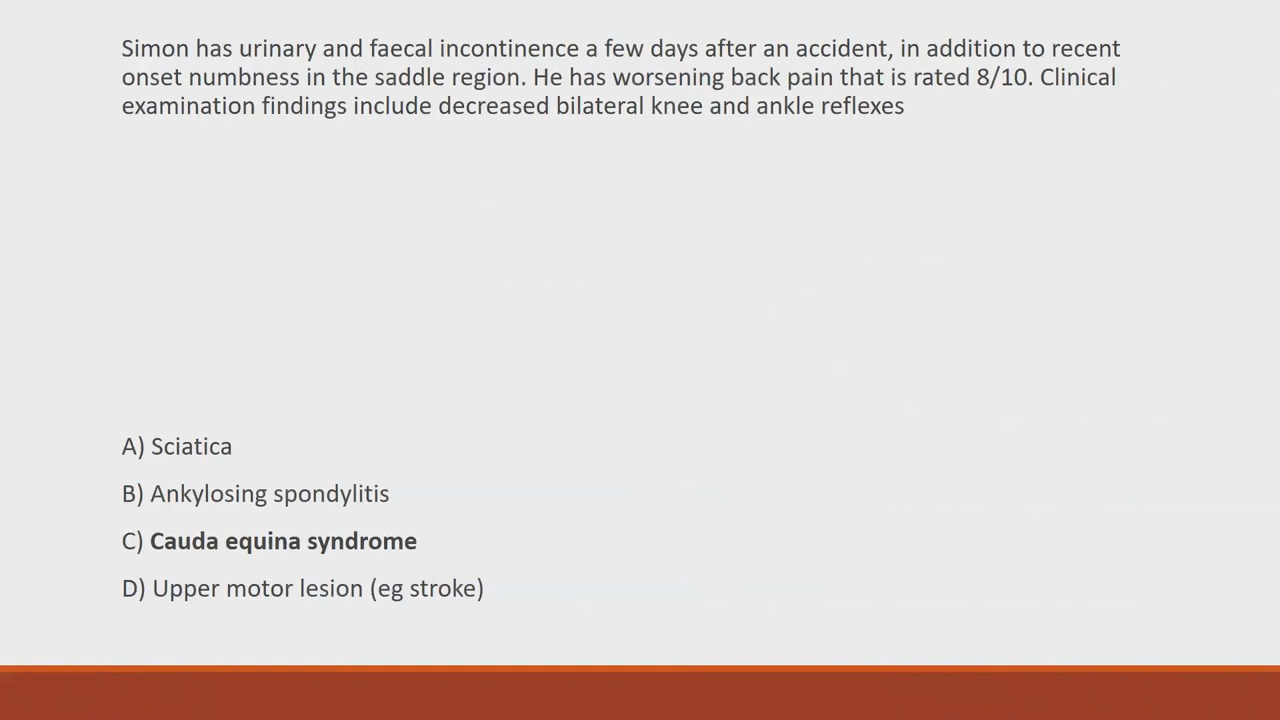 Simon has urinary and faecal incontinence a few days after an accident, in addition to recent
onset numbness in the saddle region. He has worsening back pain that is rated 8/10. Clinical
examination findings include decreased bilateral knee and ankle reflexes
A) Sciatica
B) Ankylosing spondylitis
C) Cauda equina syndrome
D) Upper motor lesion (eg stroke)